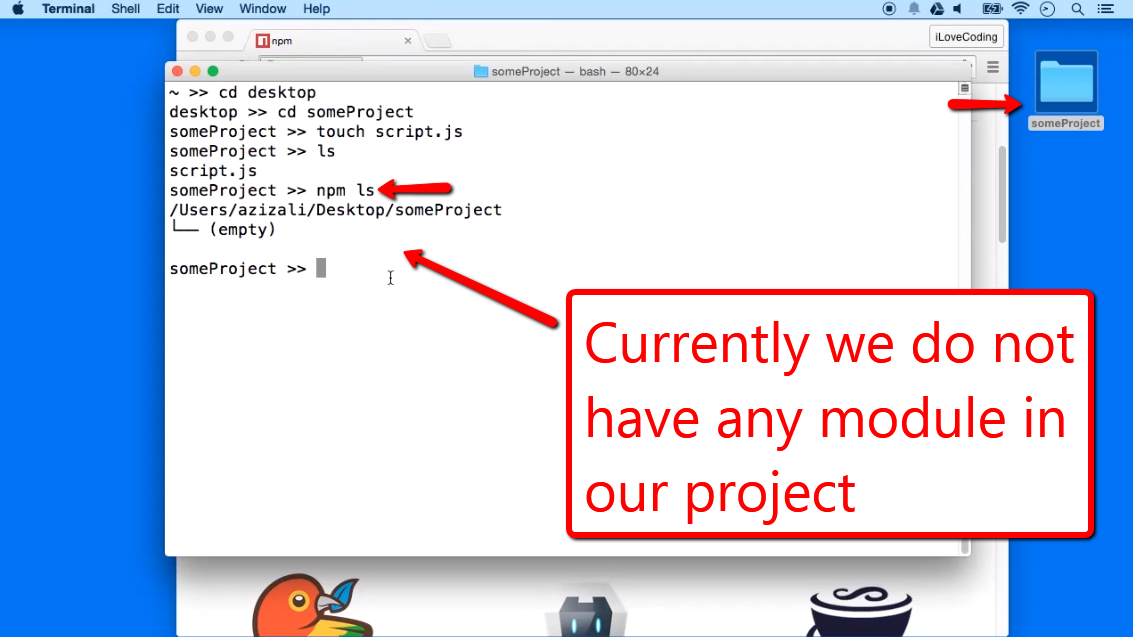 Terminal Shell Edit View Window Help
npm
iLoveCoding
someProject — bash — 80×24
~ >> cd desktop
desktop >> cd someProject
someProject >> touch script.js
someProject >> ls
script.js
someProject >> npm ls
/Users/azizali/Desktop/someProject
└── (empty)
someProject >>
someProject
Currently we do not
have any module in
our project